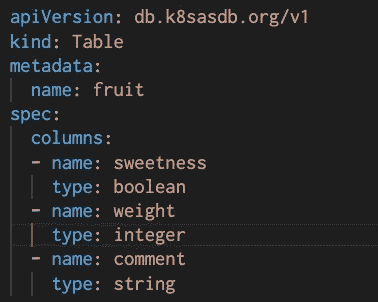 apiVersion: db.k8sasdb.org/v1
kind: Table
metadata:
  name: fruit
spec:
  columns:
  - name: sweetness
    type: boolean
  - name: weight
    type: integer
  - name: comment
    type: string